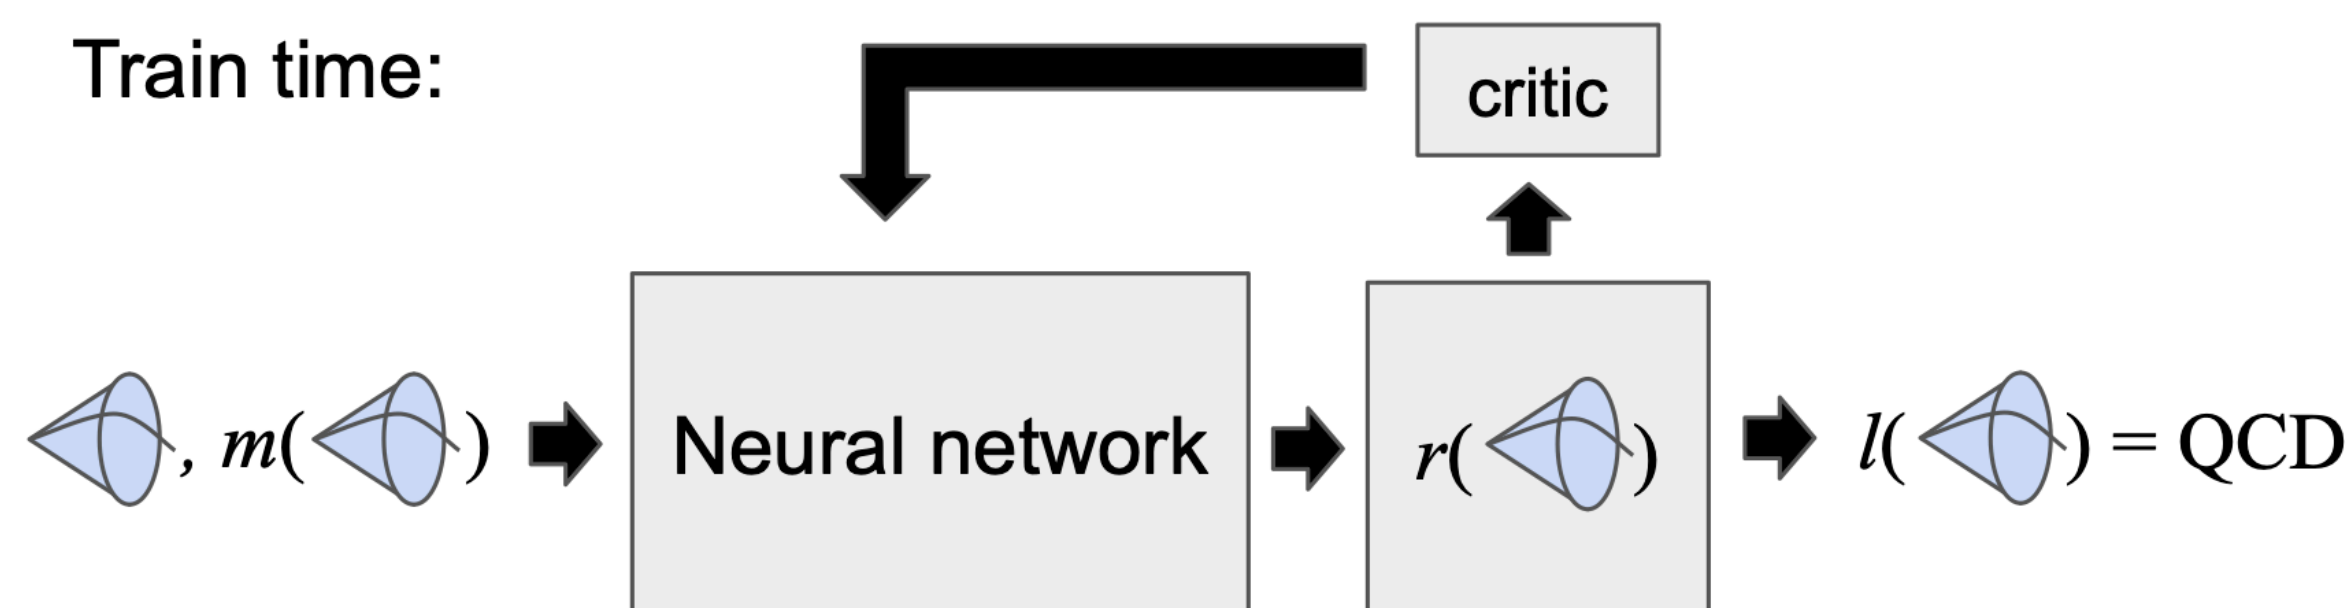 Train time:
critic
, m( )
Neural network
r( )
l( ) = QCD